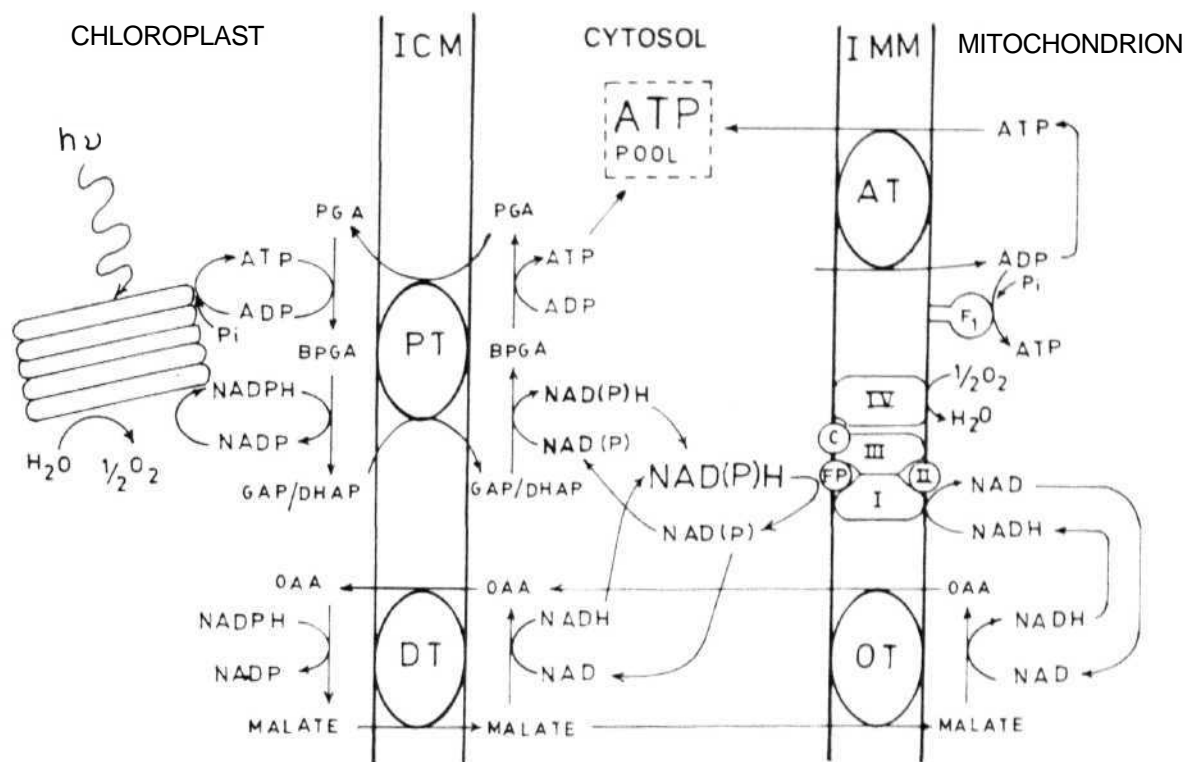 CHLOROPLAST
ICM
CYTOSOL
IMM
MITOCHONDRION
hν
ATP
POOL
ATP
AT
ADP
Pi
F1
ATP
PGA
PGA
ATP
ADP
Pi
ATP
ADP
PT
BPGA
BPGA
NADPH
NADP
NAD(P)H
NAD(P)
H2O
1/2O2
GAP/DHAP
GAP/DHAP
NAD(P)H
NAD(P)
IV
1/2O2
H2O
C
III
FP
II
I
NAD
NADH
OAA
OAA
OAA
NADPH
NADP
DT
NADH
NAD
OT
NADH
NAD
MALATE
MALATE
MALATE